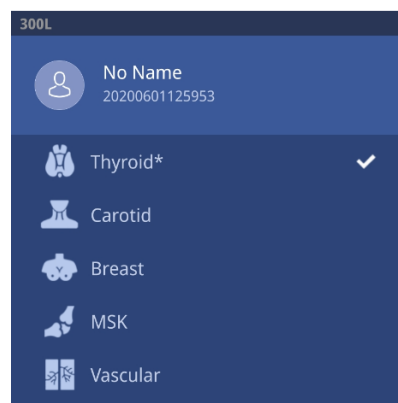 300L
No Name
20200601125953
Thyroid*
Carotid
Breast
MSK
Vascular